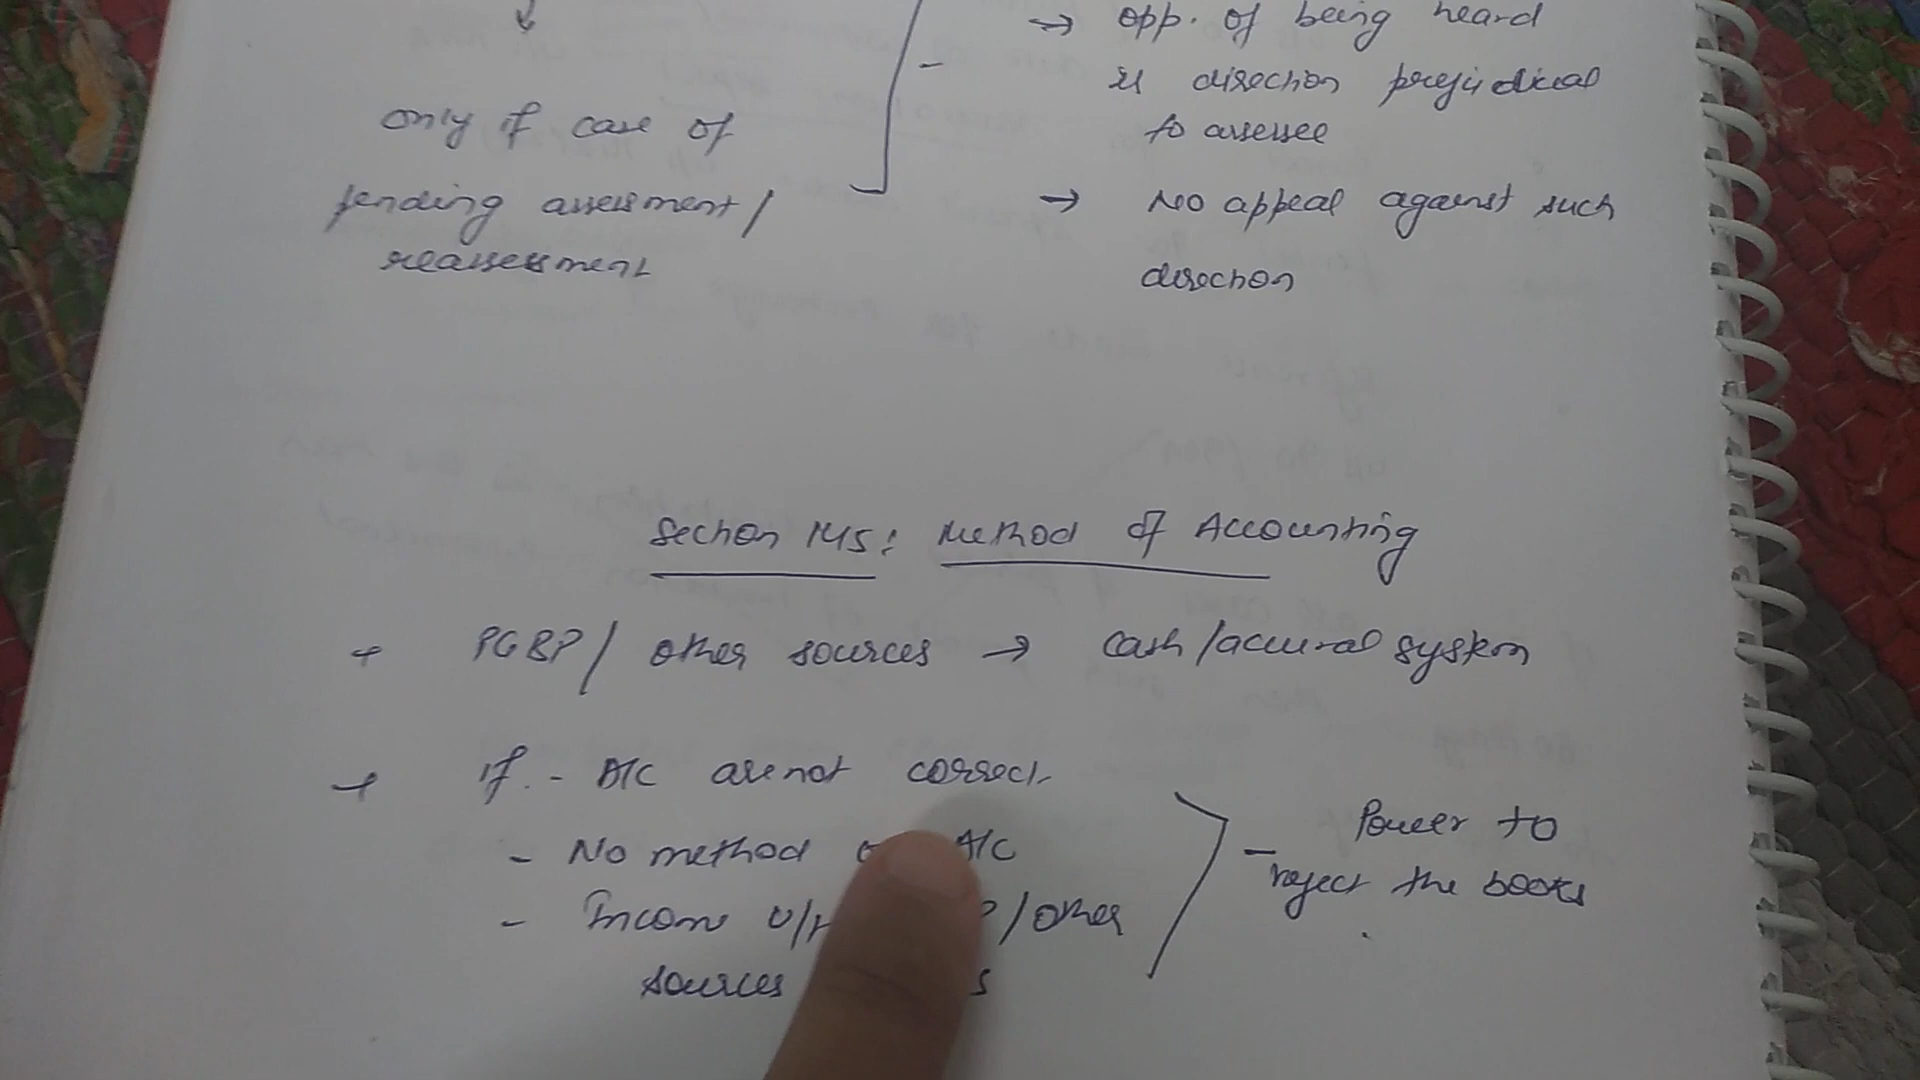 only if case of
pending assessment/
reassessment
→ opp. of being heard
if direction prejudical
to assessee
→ No appeal against such
direction
Section 145: Method of Accounting
+ PGBP/ other sources → cash/accural system
+ if - A/C are not correct
- No method A/C
- Income /other
sources
- Power to
reject the books